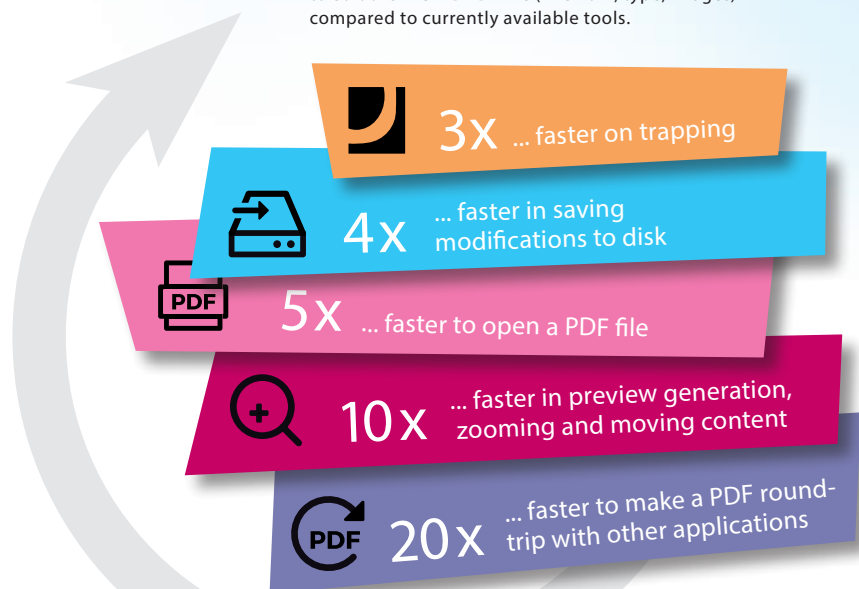 compared to currently available tools.
3x ... faster on trapping
4x ... faster in saving
modifications to disk
PDF
5x ... faster to open a PDF file
10x ... faster in preview generation,
zooming and moving content
PDF
20x ... faster to make a PDF round-
trip with other applications